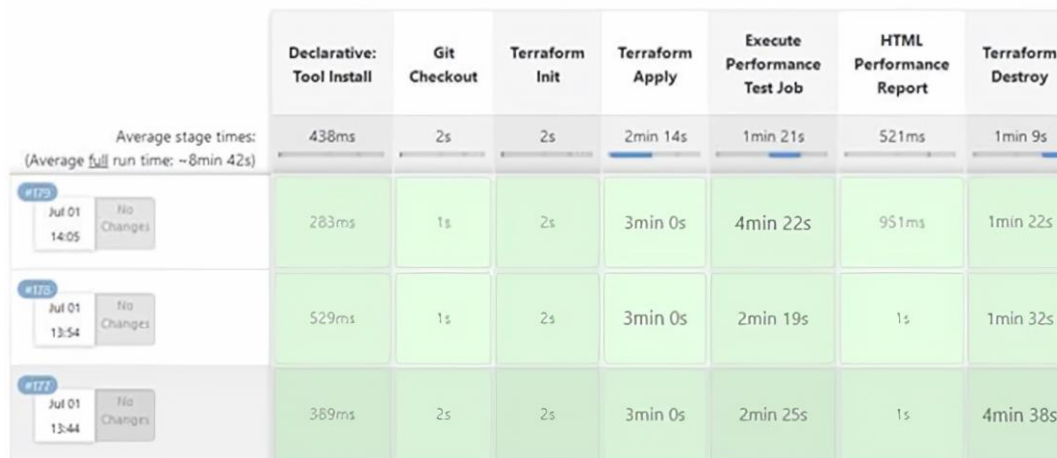 Declarative:
Tool Install
Git
Checkout
Terraform
Init
Terraform
Apply
Execute
Performance
Test Job
HTML
Performance
Report
Terraform
Destroy
Average stage times:
(Average full run time: ~8min 42s)
438ms
2s
2s
2min 14s
1min 21s
521ms
1min 9s
#179
Jul 01
14:05
No
Changes
283ms
1s
2s
3min 0s
4min 22s
951ms
1min 22s
#178
Jul 01
13:54
No
Changes
529ms
1s
2s
3min 0s
2min 19s
1s
1min 32s
#177
Jul 01
13:44
No
Changes
389ms
2s
2s
3min 0s
2min 25s
1s
4min 38s